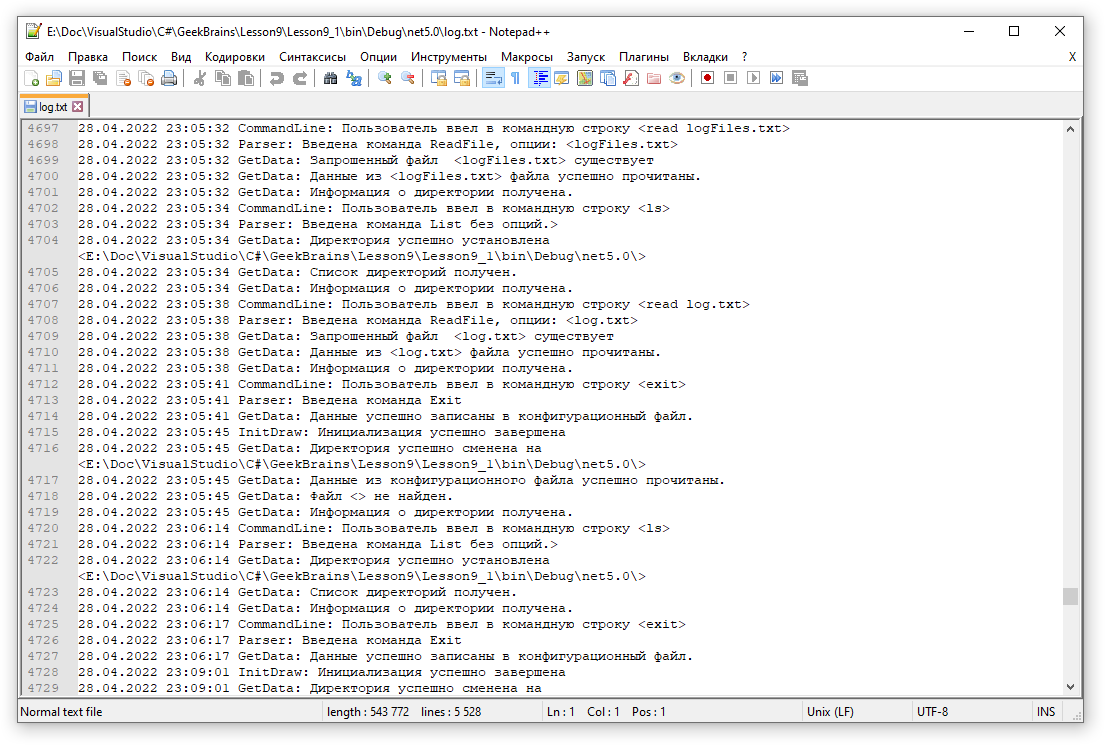 E:\Doc\VisualStudio\C#\GeekBrains\Lesson9\Lesson9_1\bin\Debug\net5.0\log.txt - Notepad++
Файл Правка Поиск Вид Кодировки Синтаксисы Опции Инструменты Макросы Запуск Плагины Вкладки ? X
log.txt
4697 28.04.2022 23:05:32 CommandLine: Пользователь ввел в командную строку <read logFiles.txt>
4698 28.04.2022 23:05:32 Parser: Введена команда ReadFile, опции: <logFiles.txt>
4699 28.04.2022 23:05:32 GetData: Запрошенный файл  <logFiles.txt> существует
4700 28.04.2022 23:05:32 GetData: Данные из <logFiles.txt> файла успешно прочитаны.
4701 28.04.2022 23:05:32 GetData: Информация о директории получена.
4702 28.04.2022 23:05:34 CommandLine: Пользователь ввел в командную строку <ls>
4703 28.04.2022 23:05:34 Parser: Введена команда List без опций.>
4704 28.04.2022 23:05:34 GetData: Директория успешно установлена
<E:\Doc\VisualStudio\C#\GeekBrains\Lesson9\Lesson9_1\bin\Debug\net5.0\>
4705 28.04.2022 23:05:34 GetData: Список директорий получен.
4706 28.04.2022 23:05:34 GetData: Информация о директории получена.
4707 28.04.2022 23:05:38 CommandLine: Пользователь ввел в командную строку <read log.txt>
4708 28.04.2022 23:05:38 Parser: Введена команда ReadFile, опции: <log.txt>
4709 28.04.2022 23:05:38 GetData: Запрошенный файл  <log.txt> существует
4710 28.04.2022 23:05:38 GetData: Данные из <log.txt> файла успешно прочитаны.
4711 28.04.2022 23:05:38 GetData: Информация о директории получена.
4712 28.04.2022 23:05:41 CommandLine: Пользователь ввел в командную строку <exit>
4713 28.04.2022 23:05:41 Parser: Введена команда Exit
4714 28.04.2022 23:05:41 GetData: Данные успешно записаны в конфигурационный файл.
4715 28.04.2022 23:05:45 InitDraw: Инициализация успешно завершена
4716 28.04.2022 23:05:45 GetData: Директория успешно сменена на
<E:\Doc\VisualStudio\C#\GeekBrains\Lesson9\Lesson9_1\bin\Debug\net5.0\>
4717 28.04.2022 23:05:45 GetData: Данные из конфигурационного файла успешно прочитаны.
4718 28.04.2022 23:05:45 GetData: Файл <> не найден.
4719 28.04.2022 23:05:45 GetData: Информация о директории получена.
4720 28.04.2022 23:06:14 CommandLine: Пользователь ввел в командную строку <ls>
4721 28.04.2022 23:06:14 Parser: Введена команда List без опций.>
4722 28.04.2022 23:06:14 GetData: Директория успешно установлена
<E:\Doc\VisualStudio\C#\GeekBrains\Lesson9\Lesson9_1\bin\Debug\net5.0\>
4723 28.04.2022 23:06:14 GetData: Список директорий получен.
4724 28.04.2022 23:06:14 GetData: Информация о директории получена.
4725 28.04.2022 23:06:17 CommandLine: Пользователь ввел в командную строку <exit>
4726 28.04.2022 23:06:17 Parser: Введена команда Exit
4727 28.04.2022 23:06:17 GetData: Данные успешно записаны в конфигурационный файл.
4728 28.04.2022 23:09:01 InitDraw: Инициализация успешно завершена
4729 28.04.2022 23:09:01 GetData: Директория успешно сменена на
Normal text file length : 543 772 lines : 5 528 Ln : 1 Col : 1 Pos : 1 Unix (LF) UTF-8 INS